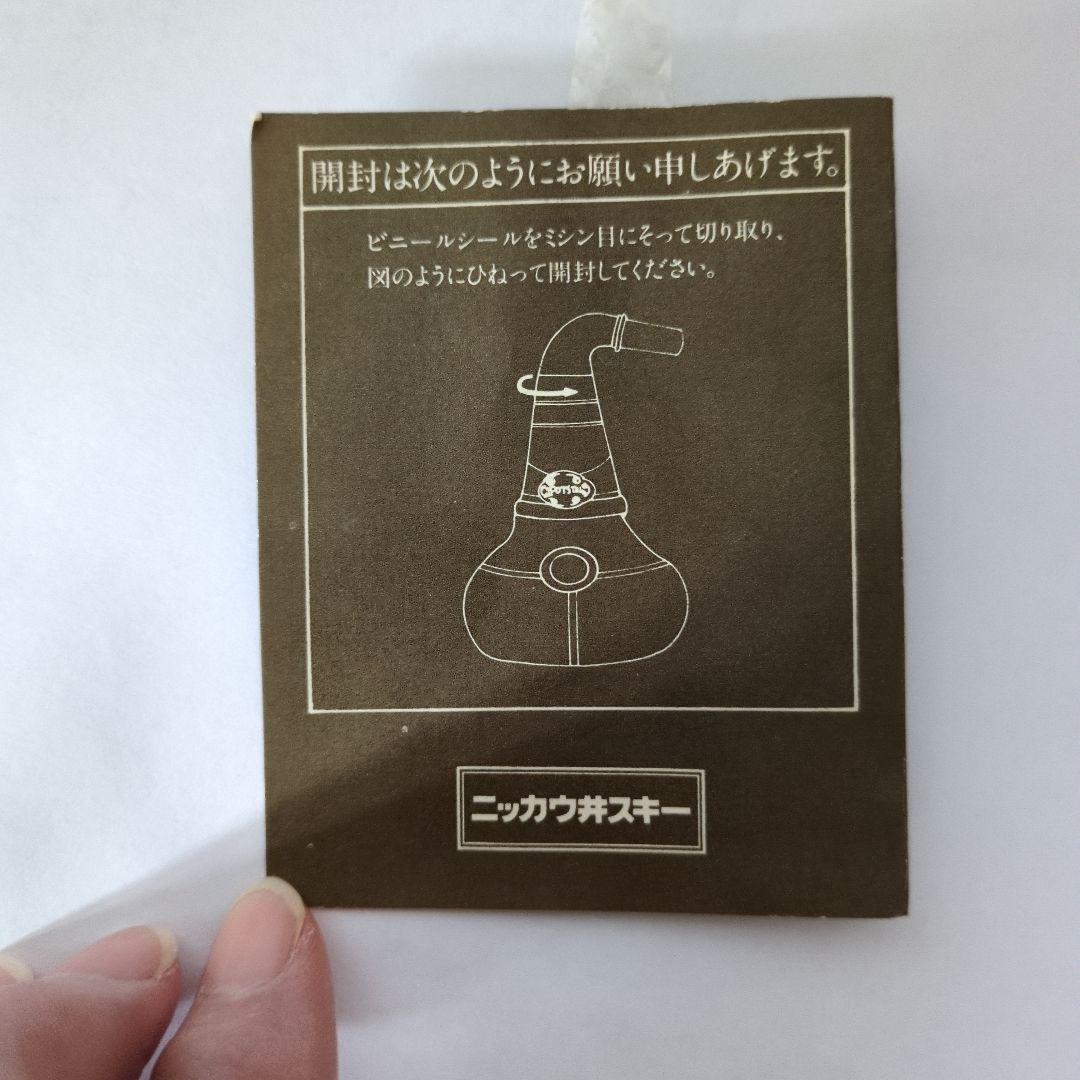 開封は次のようにお願い申しあげます。
ビニールシールをミシン目にそって切り取り、
図のようにひねって開封してください。
ニッカウ井スキー